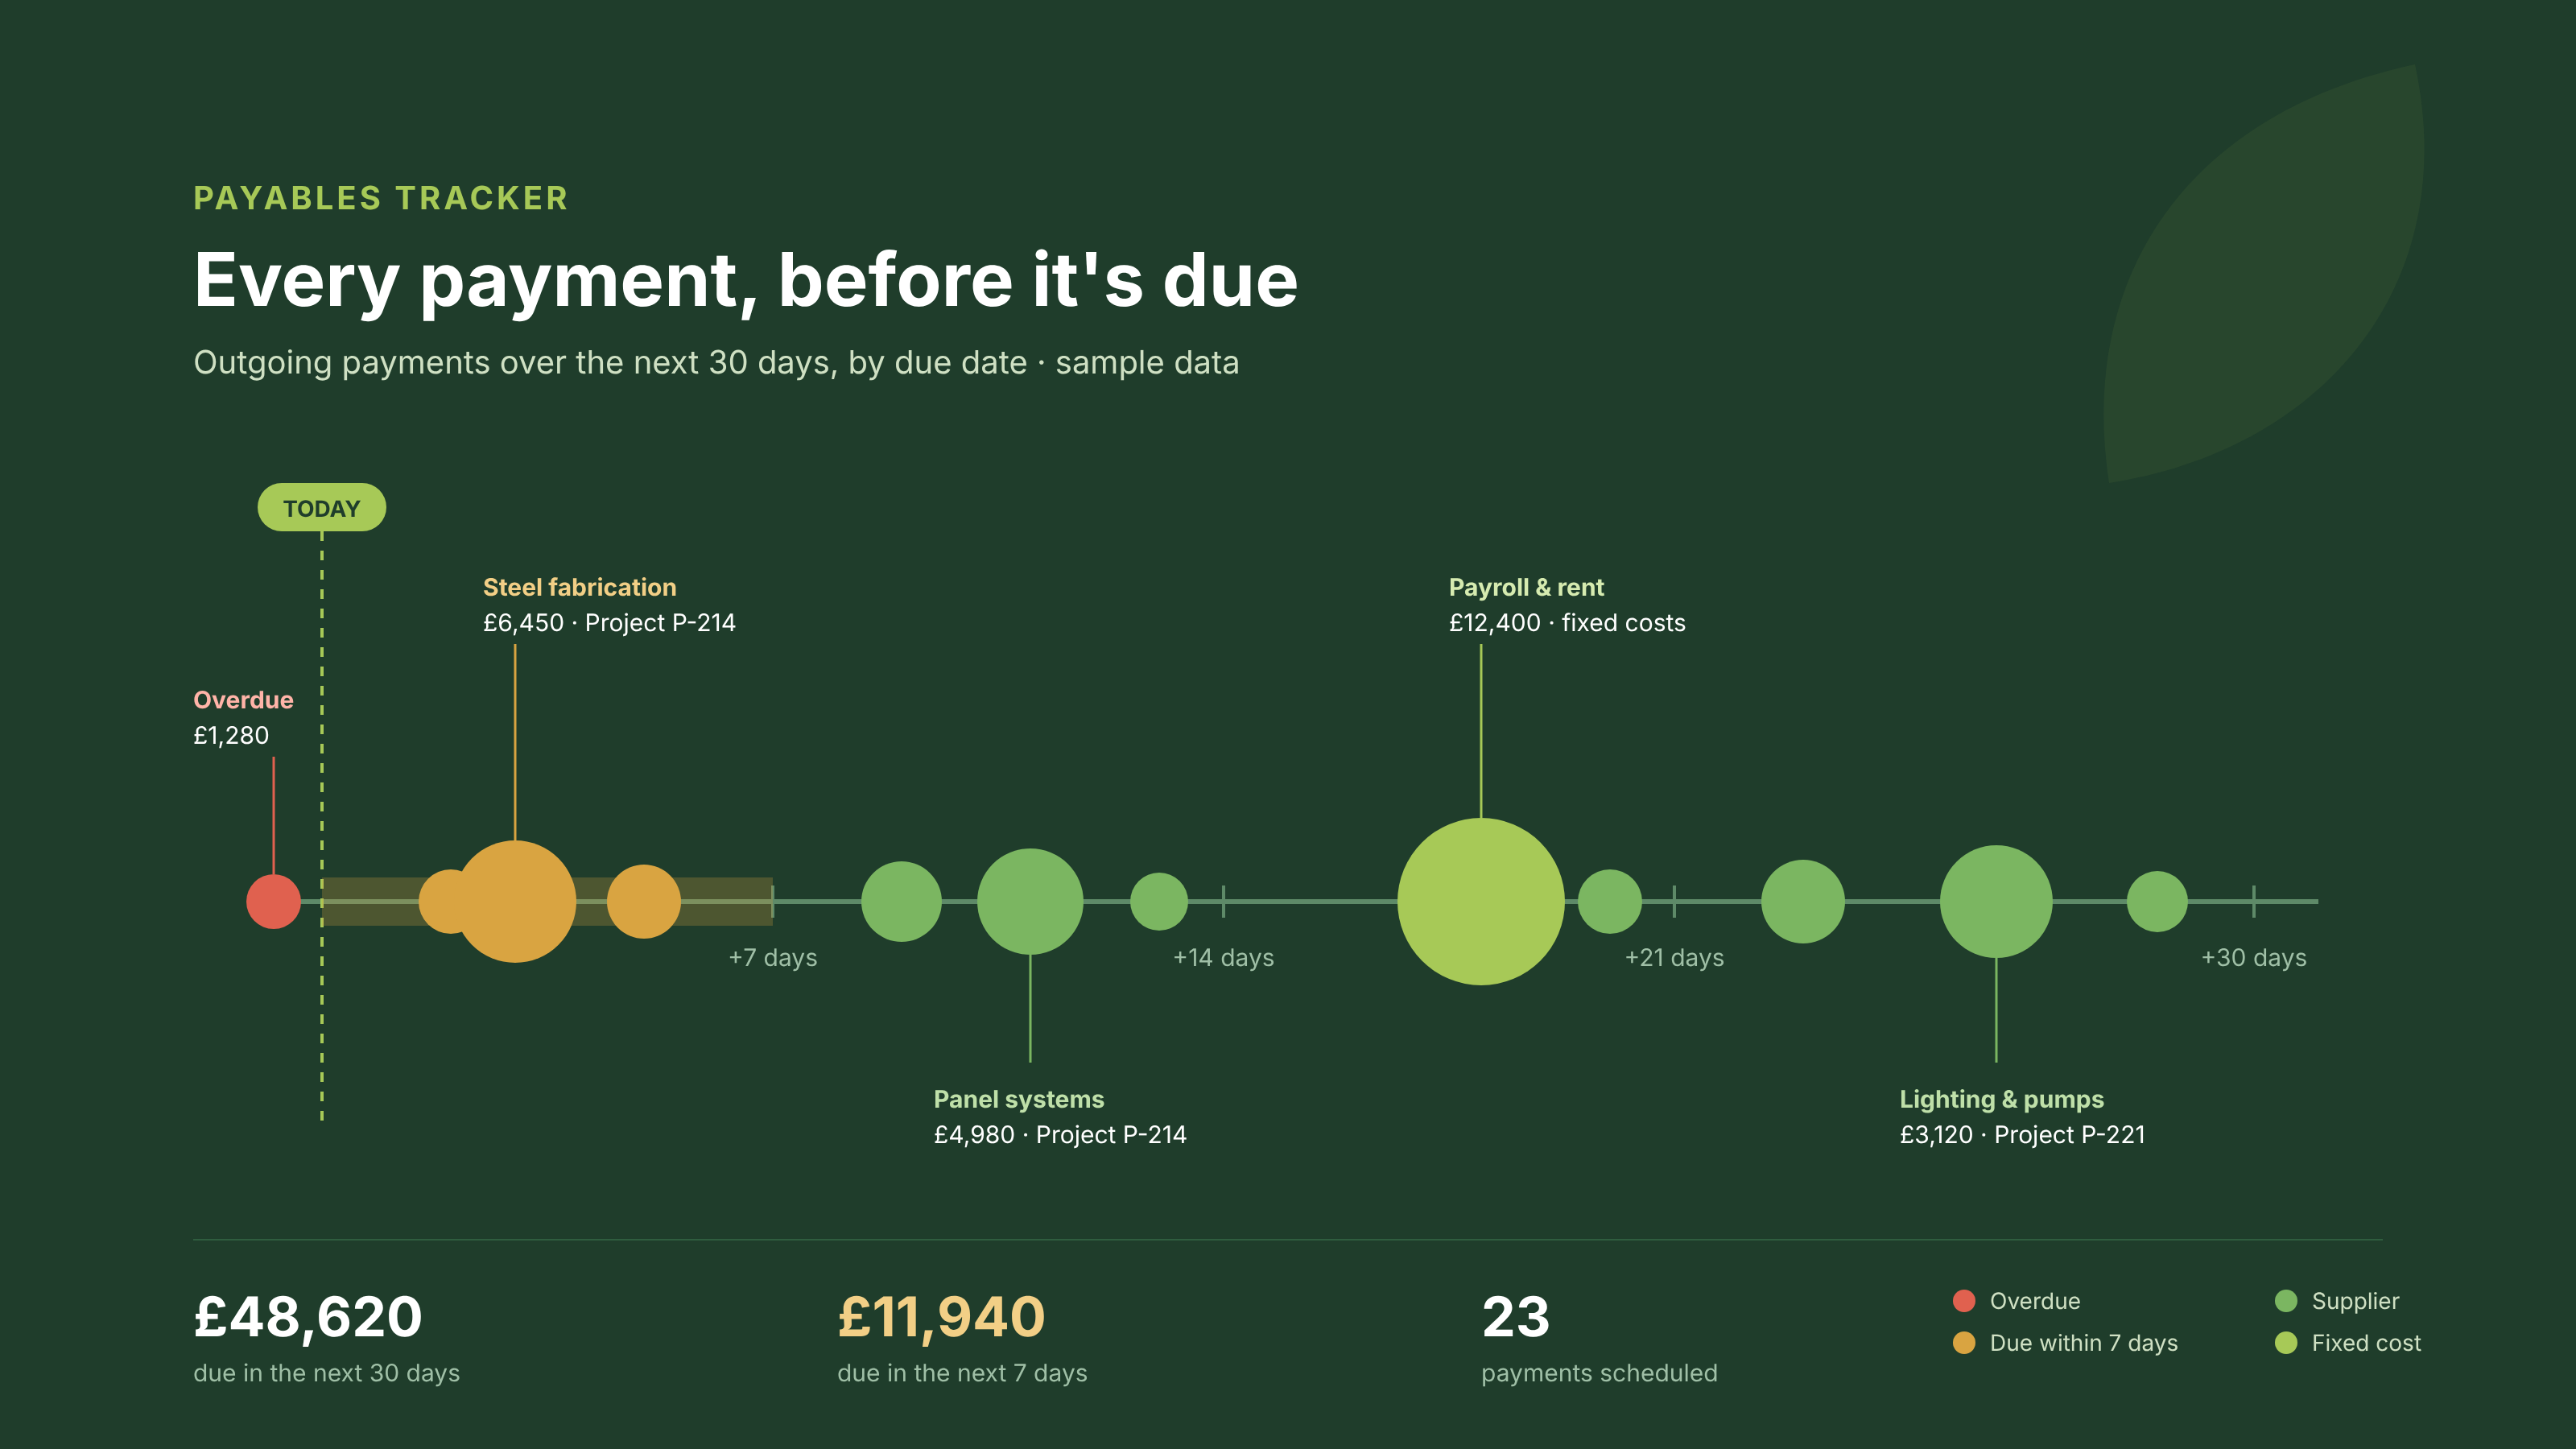 PAYABLES TRACKER
Every payment, before it's due
Outgoing payments over the next 30 days, by due date · sample data
TODAY
Steel fabrication
£6,450 · Project P-214
Payroll & rent
£12,400 · fixed costs
Overdue
£1,280
+7 days
+14 days
+21 days
+30 days
Panel systems
£4,980 · Project P-214
Lighting & pumps
£3,120 · Project P-221
£48,620
due in the next 30 days
£11,940
due in the next 7 days
23
payments scheduled
Overdue
Supplier
Due within 7 days
Fixed cost